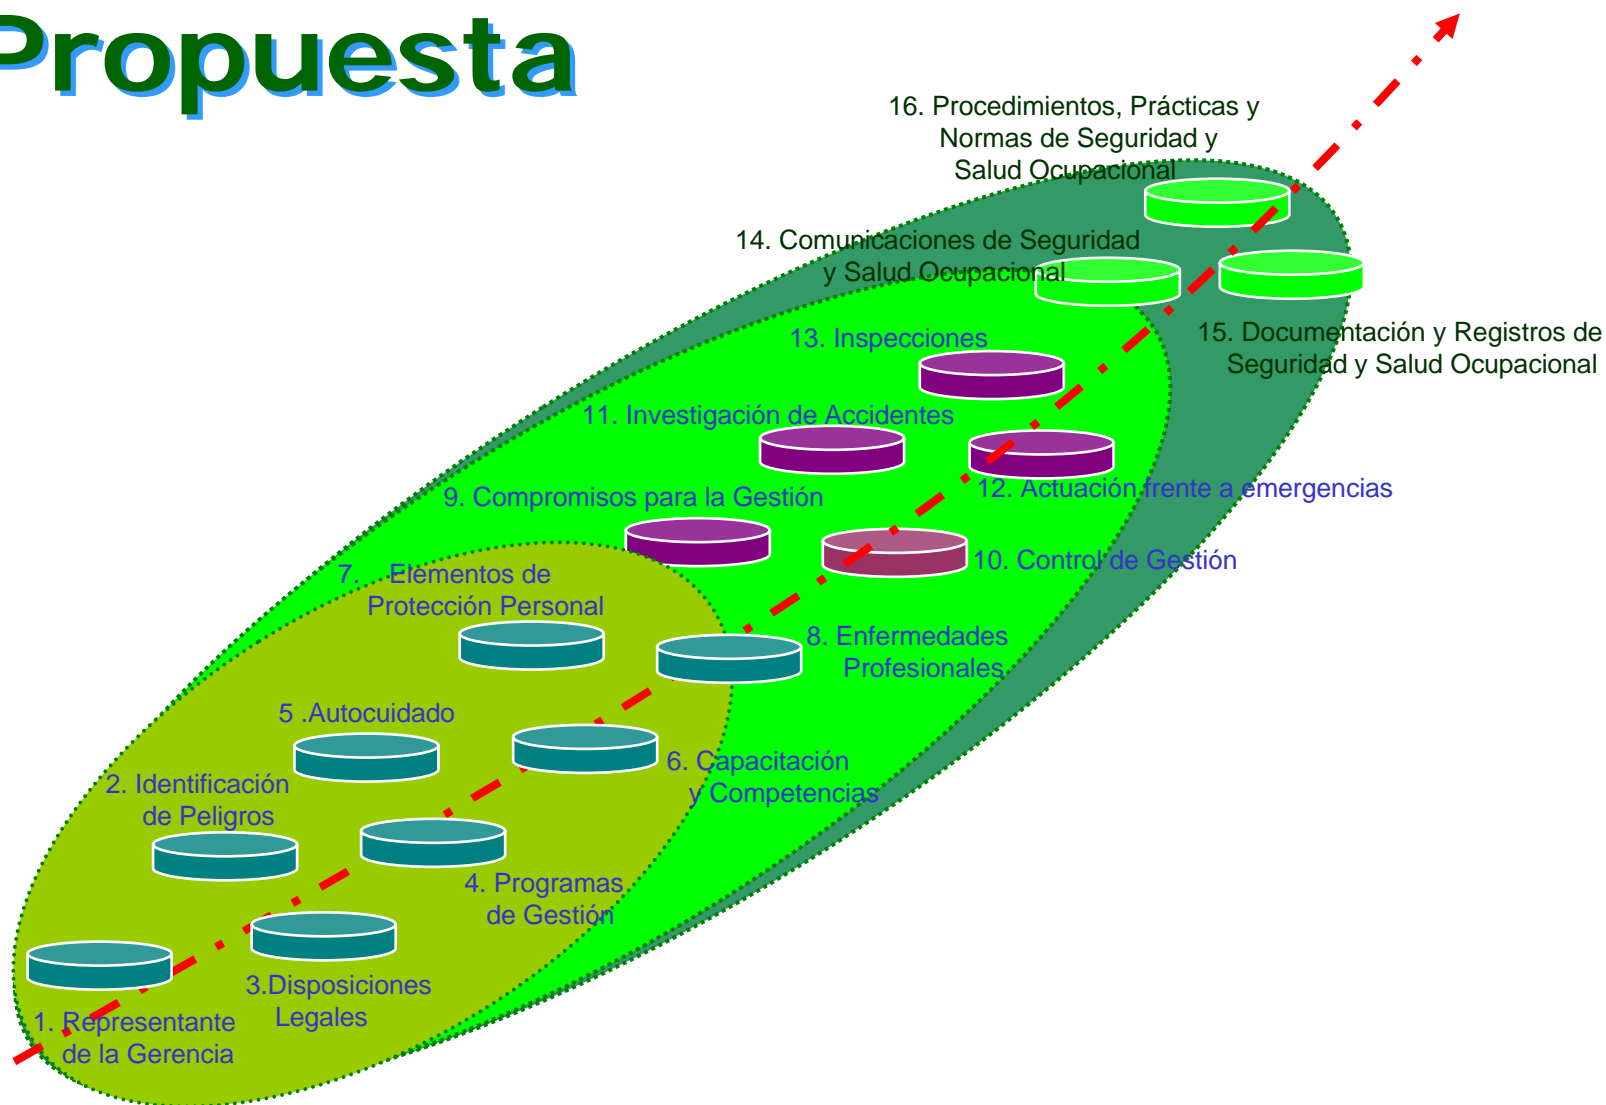 Propuesta
16. Procedimientos, Prácticas y
Normas de Seguridad y
Salud Ocupacional
14. Comunicaciones de Seguridad
y Salud Ocupacional
15. Documentación y Registros de
Seguridad y Salud Ocupacional
13. Inspecciones
11. Investigación de Accidentes
12. Actuación frente a emergencias
9. Compromisos para la Gestión
10. Control de Gestión
7. Elementos de
Protección Personal
8. Enfermedades
Profesionales
5 .Autocuidado
6. Capacitación
y Competencias
2. Identificación
de Peligros
4. Programas
de Gestión
3.Disposiciones
Legales
1. Representante
de la Gerencia